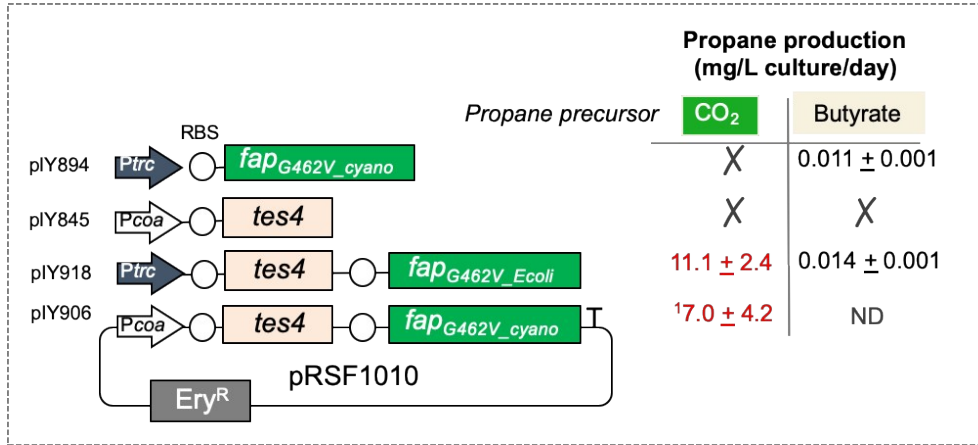 Propane production
(mg/L culture/day)
Propane precursor CO₂ Butyrate
RBS
pIY894 Ptrc fapG462V_cyano X 0.011 ± 0.001
pIY845 Pcoa tes4 X X
pIY918 Ptrc tes4 fapG462V_Ecoli 11.1 ± 2.4 0.014 ± 0.001
pIY906 Pcoa tes4 fapG462V_cyano T ¹7.0 ± 4.2 ND
pRSF1010
Eryᴿ